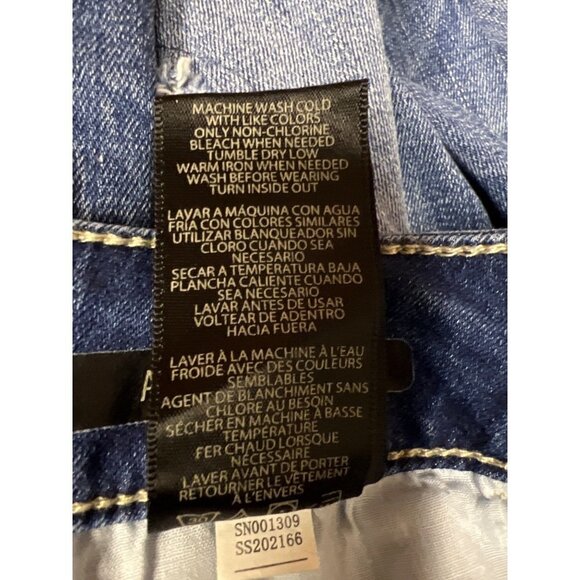 MACHINE WASH COLD
WITH LIKE COLORS
ONLY NON-CHLORINE
BLEACH WHEN NEEDED
TUMBLE DRY LOW
WARM IRON WHEN NEEDED
WASH BEFORE WEARING
TURN INSIDE OUT
LAVAR A MÁQUINA CON AGUA
FRÍA CON COLORES SIMILARES
UTILIZAR BLANQUEADOR SIN
CLORO CUANDO SEA
NECESARIO
SECAR A TEMPERATURA BAJA
PLANCHA CALIENTE CUANDO
SEA NECESARIO
LAVAR ANTES DE USAR
VOLTEAR DE ADENTRO
HACIA FUERA
LAVER À LA MACHINE À L'EAU
FROIDE AVEC DES COULEURS
SEMBLABLES
AGENT DE BLANCHIMENT SANS
CHLORE AU BESOIN
SÉCHER EN MACHINE À BASSE
TEMPÉRATURE
FER CHAUD LORSQUE
NÉCESSAIRE
LAVER AVANT DE PORTER
RETOURNER LE VÊTEMENT
À L'ENVERS
A
SN001309
SS202166